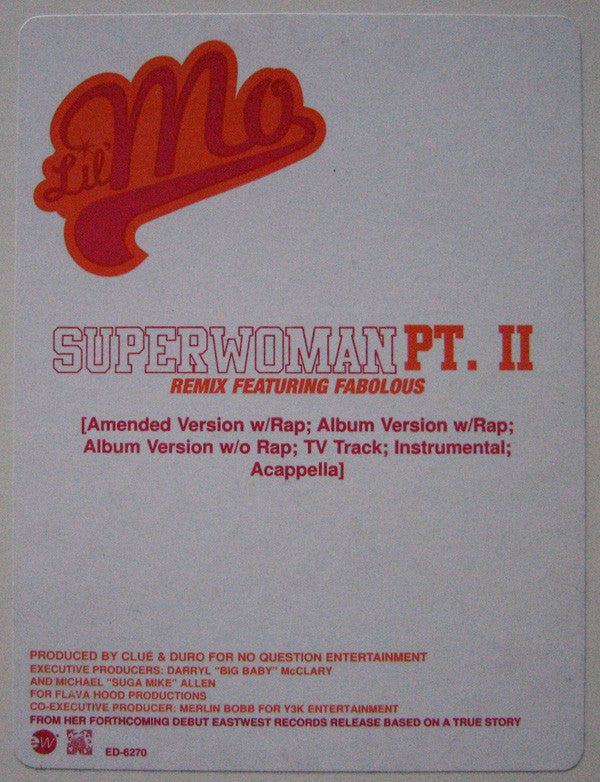 Lil' Mo
SUPERWOMAN PT. II
REMIX FEATURING FABOLOUS
[Amended Version w/Rap; Album Version w/Rap;
Album Version w/o Rap; TV Track; Instrumental;
Acappella]
PRODUCED BY CLUE & DURO FOR NO QUESTION ENTERTAINMENT
EXECUTIVE PRODUCERS: DARRYL "BIG BABY" McCLARY
AND MICHAEL "SUGA MIKE" ALLEN
FOR FLAVA HOOD PRODUCTIONS
CO-EXECUTIVE PRODUCER: MERLIN BOBB FOR Y3K ENTERTAINMENT
FROM HER FORTHCOMING DEBUT EASTWEST RECORDS RELEASE BASED ON A TRUE STORY
ew ED-6270